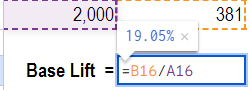 2,000 381
19.05% ×
Base Lift = =B16/A16